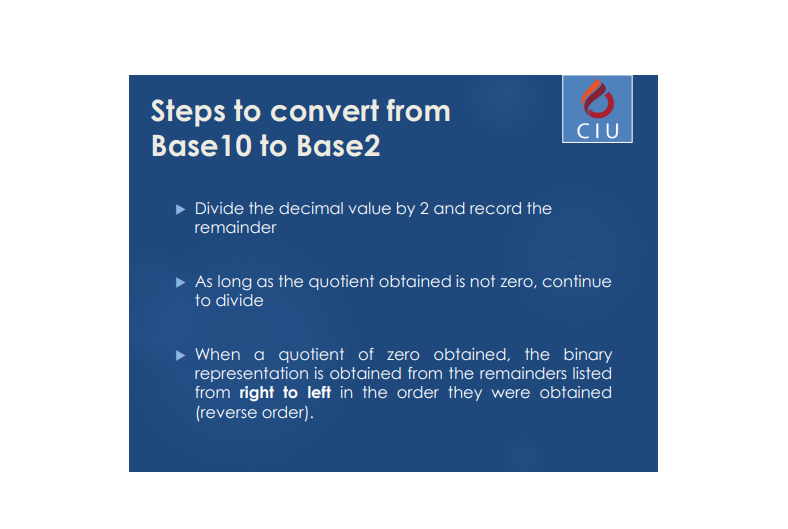 Steps to convert from
Base10 to Base2
CIU
Divide the decimal value by 2 and record the
remainder
As long as the quotient obtained is not zero, continue
to divide
When a quotient of zero obtained, the binary
representation is obtained from the remainders listed
from right to left in the order they were obtained
(reverse order).